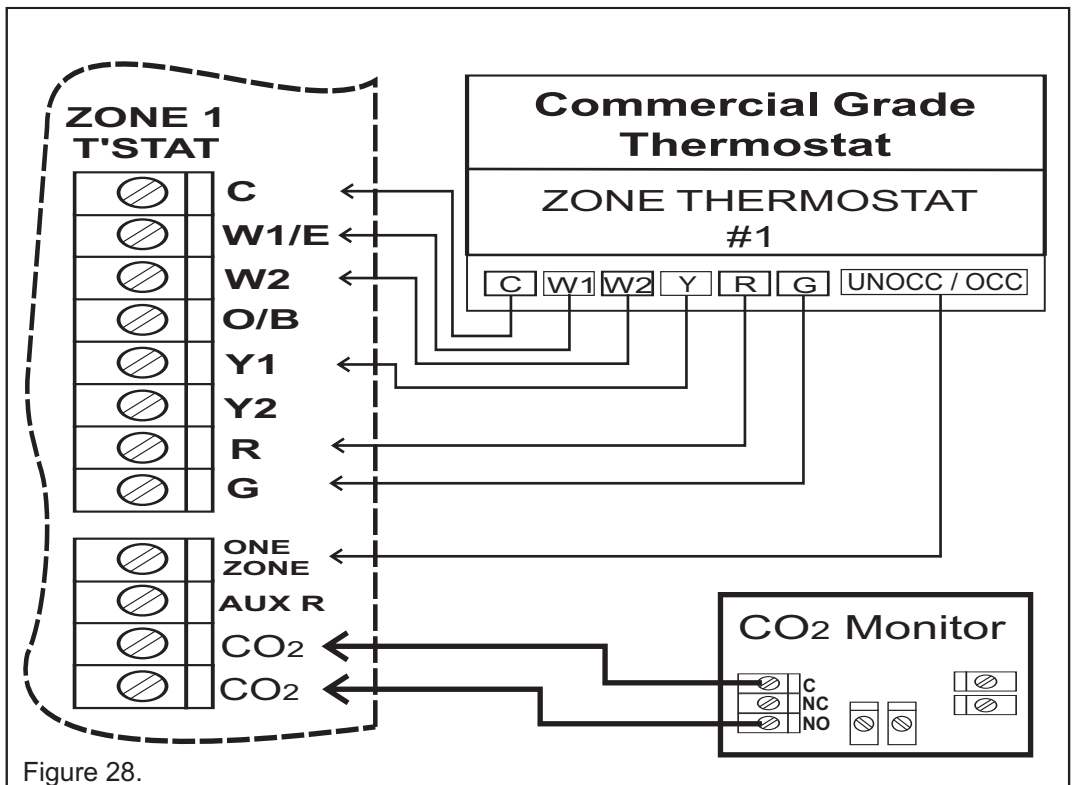 ZONE 1
T'STAT
C
W1/E
W2
O/B
Y1
Y2
R
G
ONE
ZONE
AUX R
CO2
CO2
Commercial Grade
Thermostat
ZONE THERMOSTAT
#1
C W1 W2 Y R G UNOCC / OCC
CO2 Monitor
C
NC
NO
Figure 28.